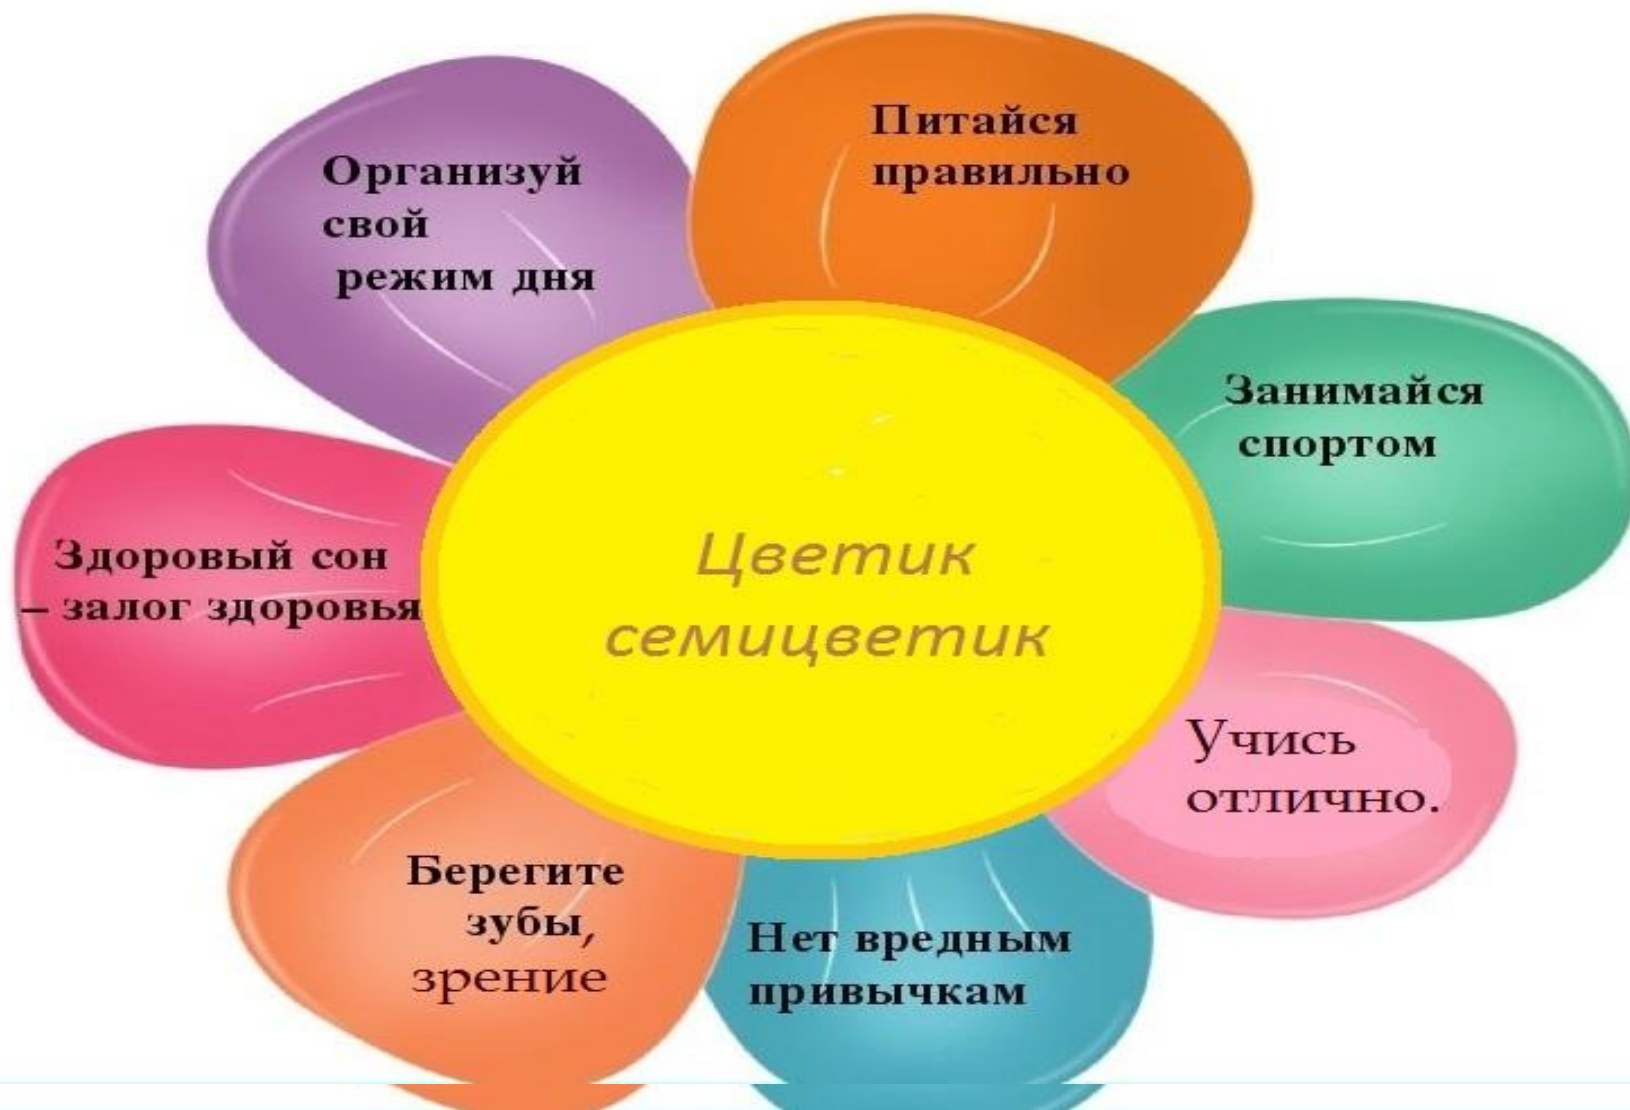 Питайся
правильно
Организуй
свой
режим дня
Занимайся
спортом
Здоровый сон
– залог здоровья
Цветик
семицветик
Учись
отлично.
Берегите
зубы,
зрение
Нет вредным
привычкам